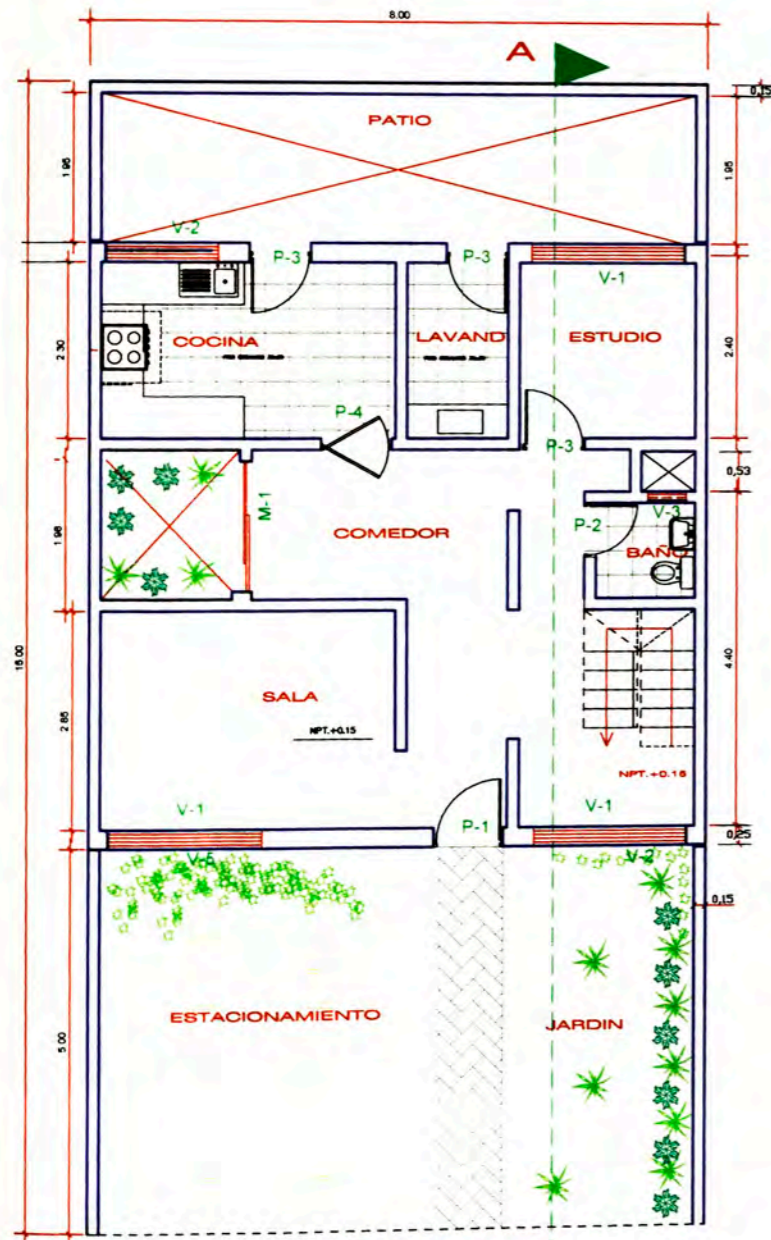 8.00
A
0,15
PATIO
1.95
1.95
V-2
P-3
P-3
V-1
COCINA
LAVAND
ESTUDIO
2.30
2.40
P-4
P-3
0,53
M-1
V-3
P-2
COMEDOR
BAÑO
1.96
15.00
SALA
4.40
2.85
NPT.+0.15
NPT.+0.15
V-1
P-1
V-1
0,25
V-5
V-2
0,15
ESTACIONAMIENTO
JARDIN
5.00